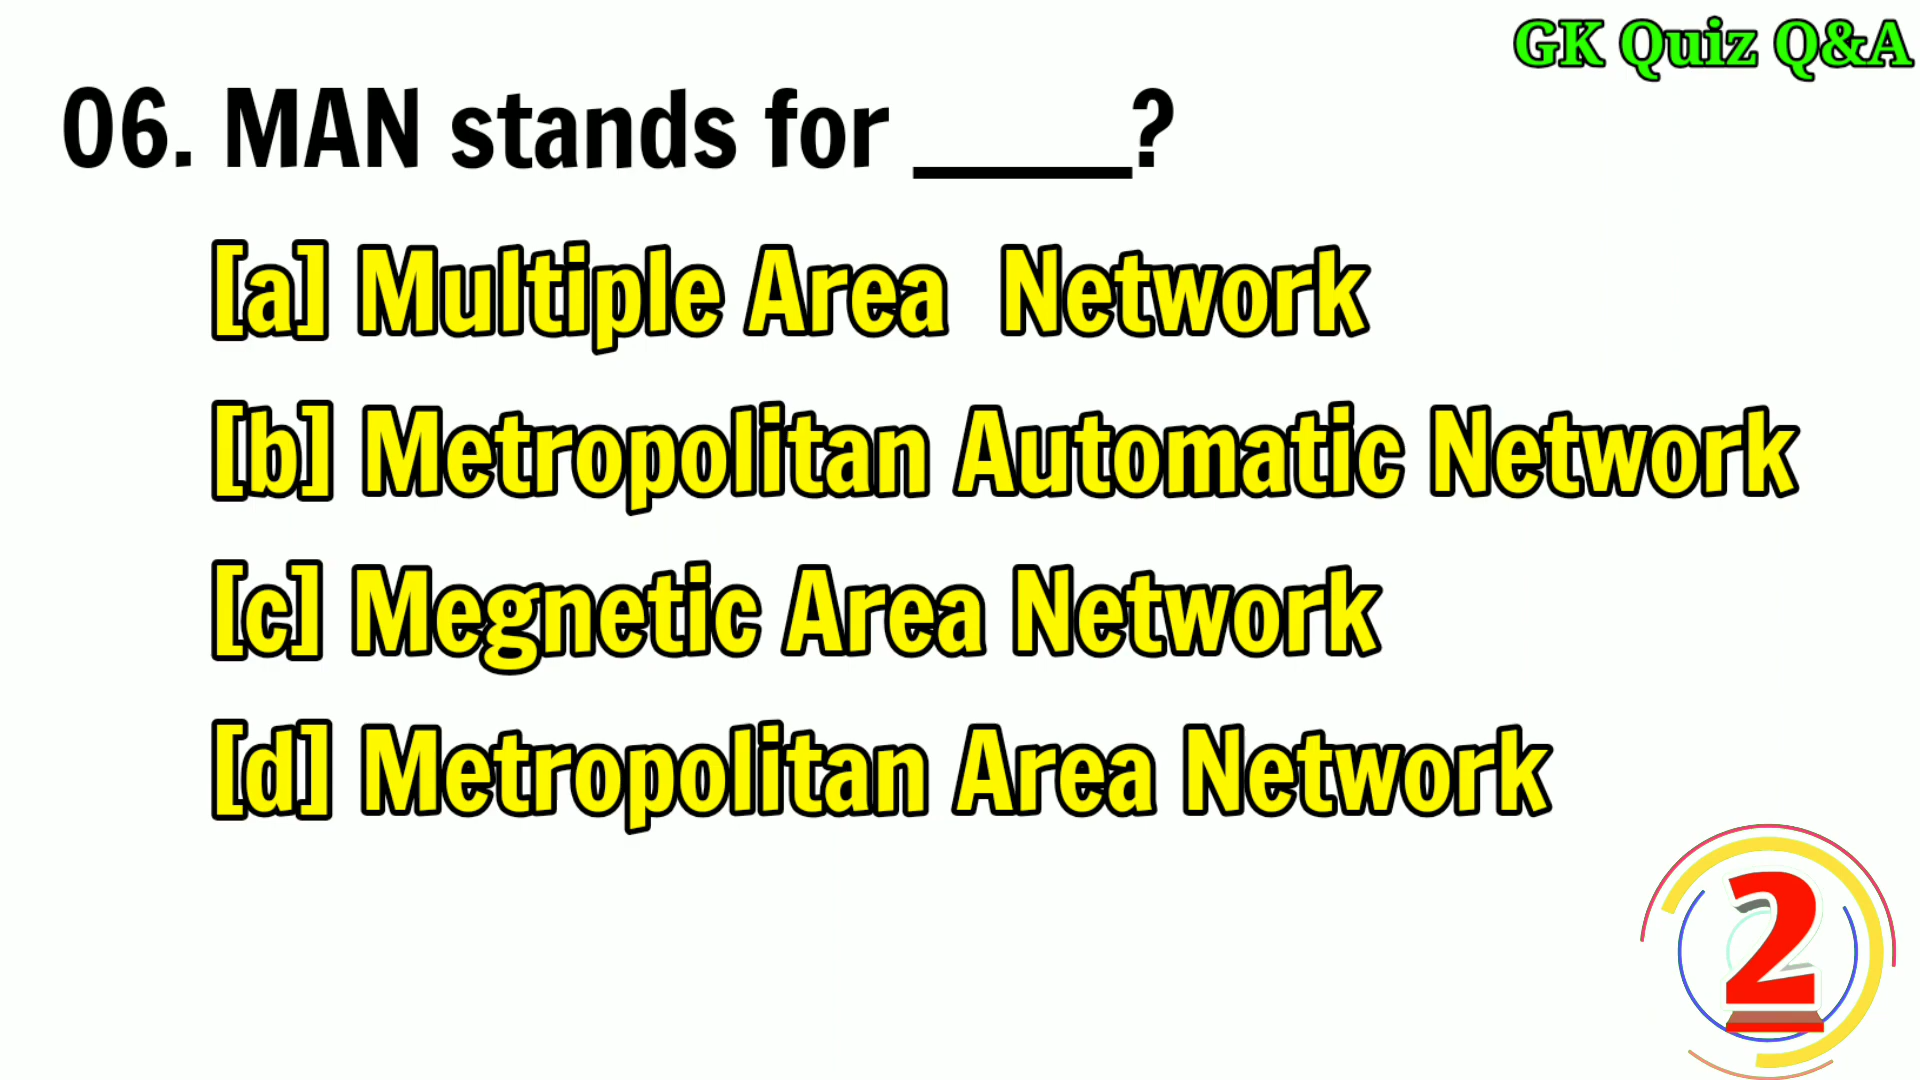 GK Quiz Q&A
06. MAN stands for _____?
[a] Multiple Area  Network
[b] Metropolitan Automatic Network
[c] Megnetic Area Network
[d] Metropolitan Area Network
2